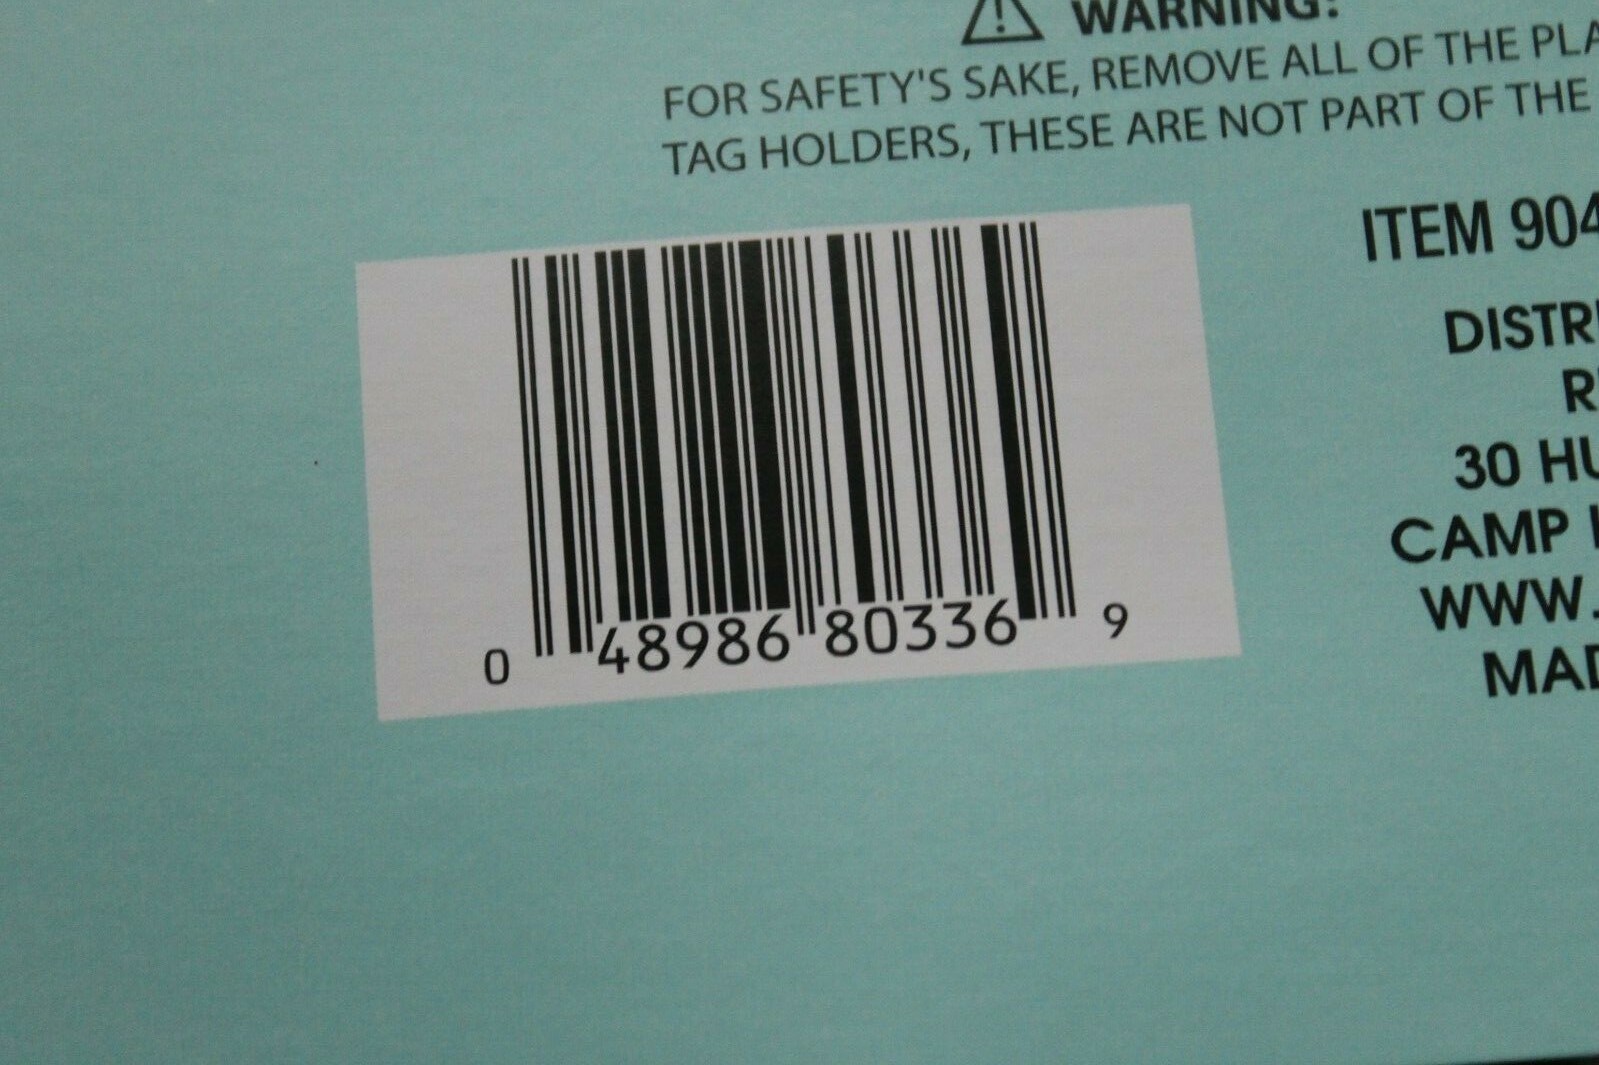 WARNING:
FOR SAFETY'S SAKE, REMOVE ALL OF THE
TAG HOLDERS, THESE ARE NOT PART OF THE
ITEM 904
DISTR
30 HU
CAMP
WWW.
MAD
0 48986 80336 9